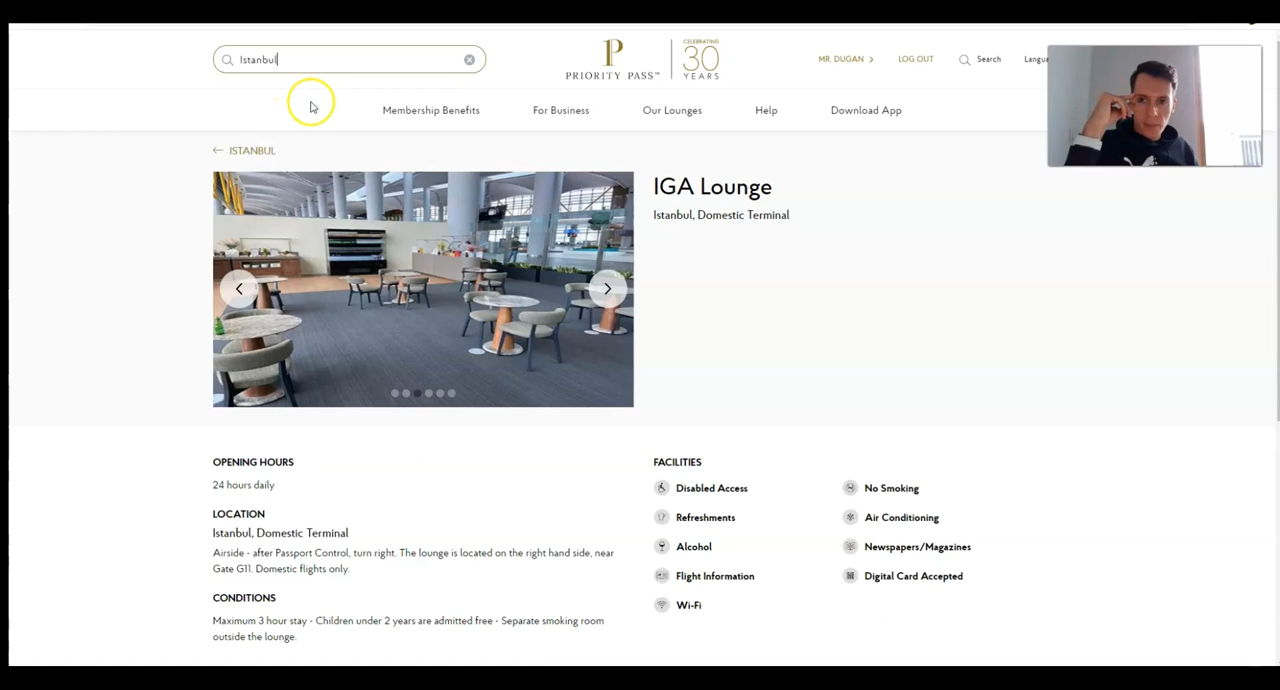 Istanbul
PRIORITY PASS™
CELEBRATING
30
YEARS
MR. DUGAN
LOG OUT
Search
Langua
Membership Benefits
For Business
Our Lounges
Help
Download App
← ISTANBUL
IGA Lounge
Istanbul, Domestic Terminal
OPENING HOURS
24 hours daily
LOCATION
Istanbul, Domestic Terminal
Airside - after Passport Control, turn right. The lounge is located on the right hand side, near
Gate G11. Domestic flights only.
CONDITIONS
Maximum 3 hour stay - Children under 2 years are admitted free - Separate smoking room
outside the lounge.
FACILITIES
Disabled Access
No Smoking
Refreshments
Air Conditioning
Alcohol
Newspapers/Magazines
Flight Information
Digital Card Accepted
Wi-Fi